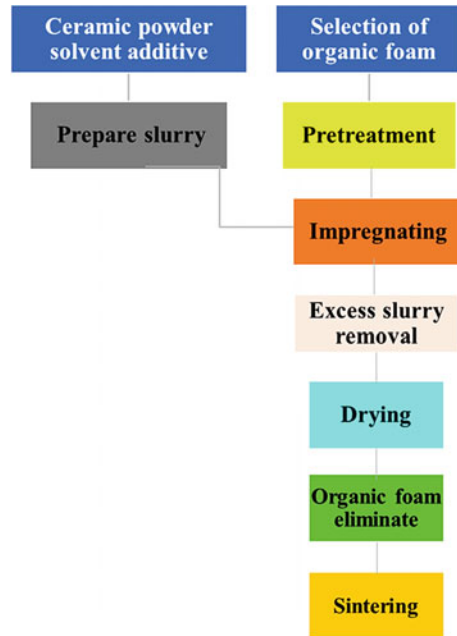 Ceramic powder
solvent additive
Selection of
organic foam
Prepare slurry
Pretreatment
Impregnating
Excess slurry
removal
Drying
Organic foam
eliminate
Sintering